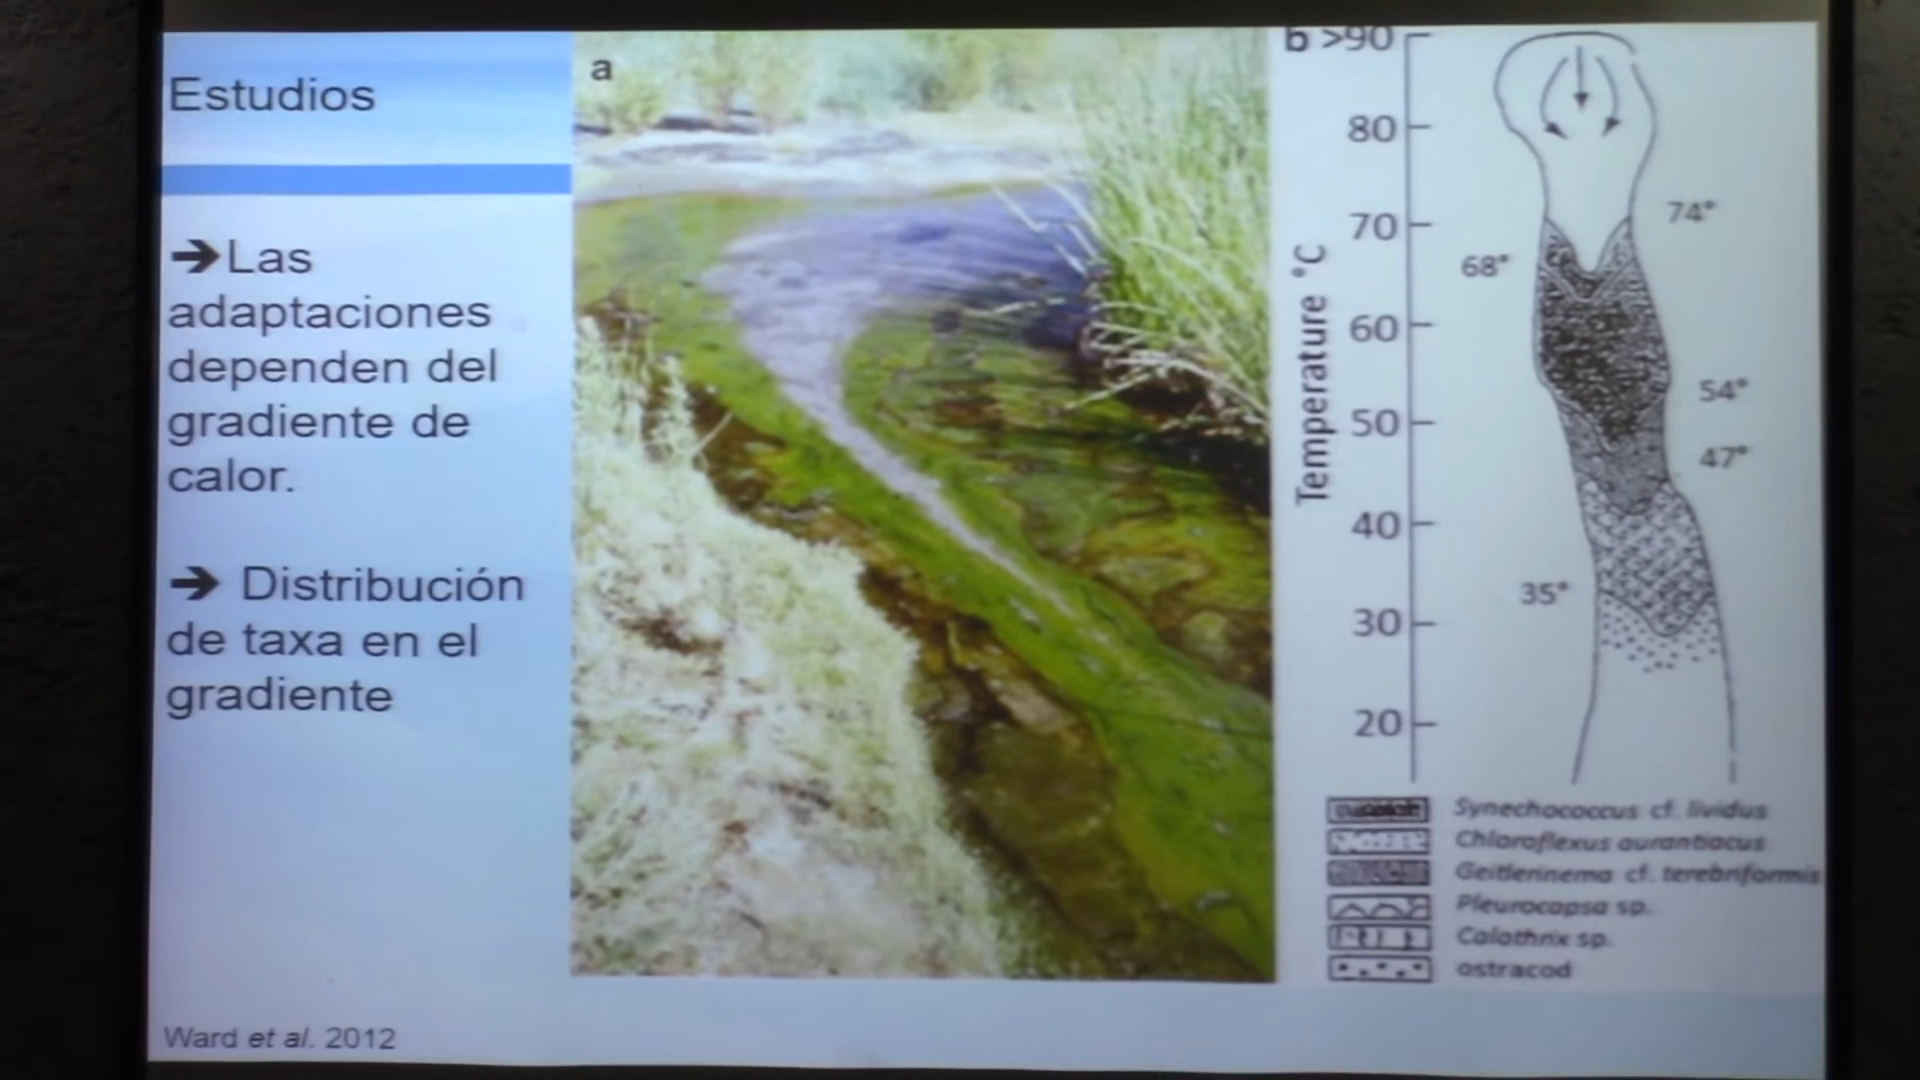 Estudios
➔Las
adaptaciones
dependen del
gradiente de
calor.
➔ Distribución
de taxa en el
gradiente
Ward et al. 2012
a
b >90
80
70
60
50
40
30
20
Temperature °C
74°
68°
54°
47°
35°
Synechococcus cf. lividus
Chloroflexus aurantiacus
Geitlerinema cf. terebriformis
Pleurocapsa sp.
Calothrix sp.
ostracod